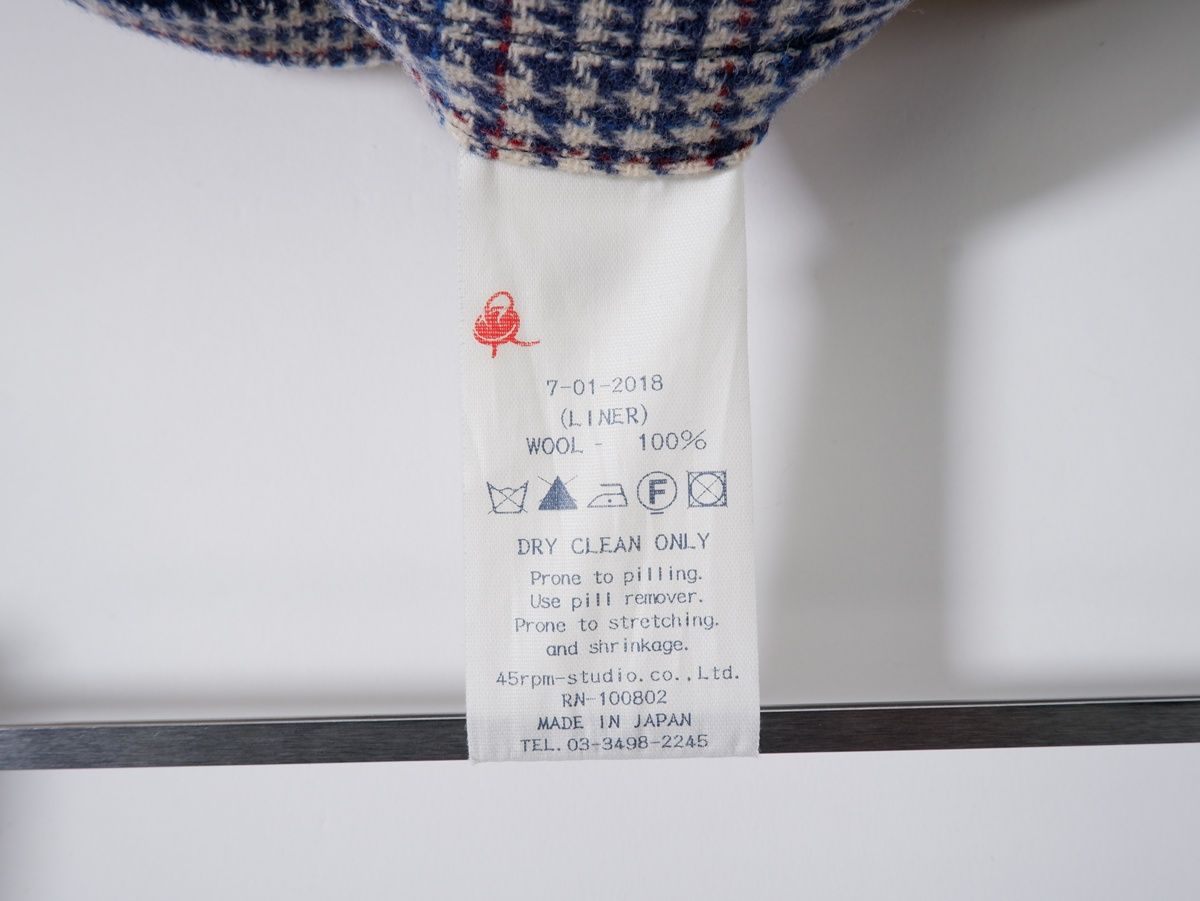 7-01-2018
(LINER)
WOOL - 100%
F
DRY CLEAN ONLY
Prone to pilling.
Use pill remover.
Prone to stretching.
and shrinkage.
45rpm-studio.co.,Ltd.
RN-100802
MADE IN JAPAN
TEL. 03-3498-2245